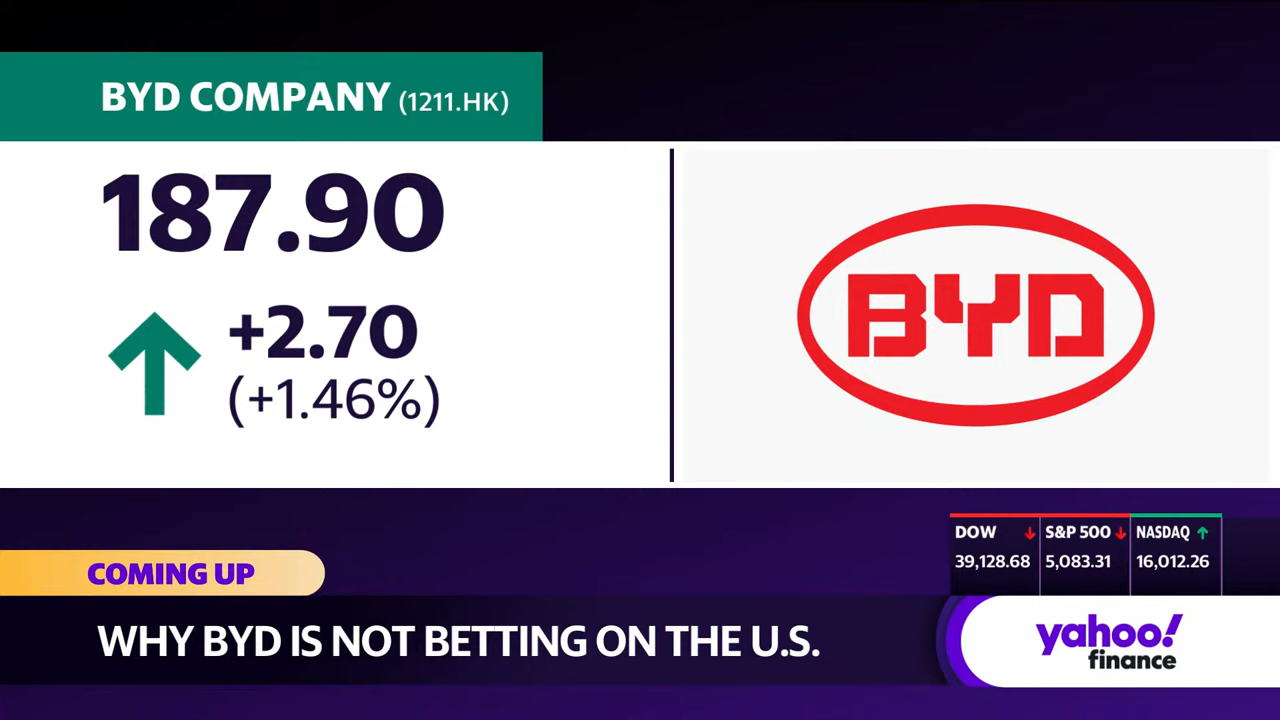 BYD COMPANY (1211.HK)
187.90
+2.70
(+1.46%)
BYD
COMING UP
WHY BYD IS NOT BETTING ON THE U.S.
DOW
39,128.68
S&P 500
5,083.31
NASDAQ
16,012.26
yahoo!
finance